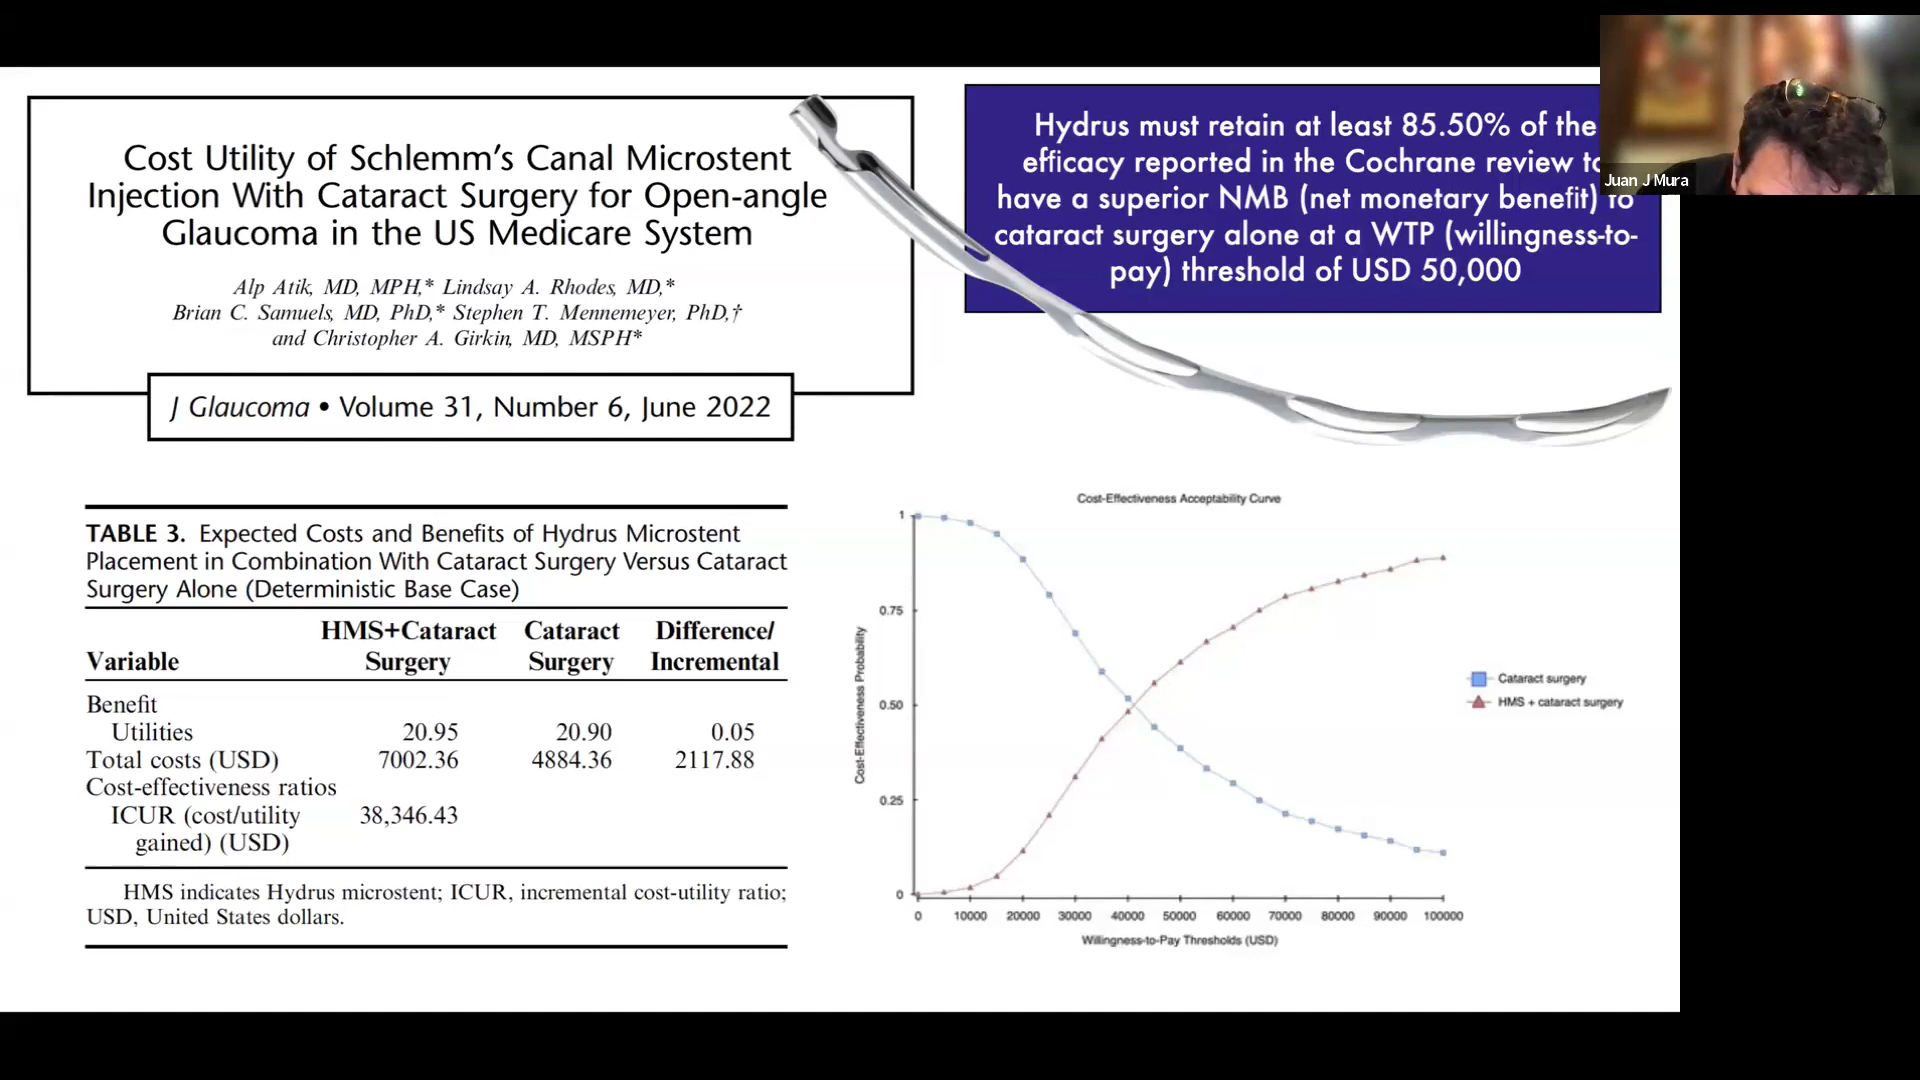 Cost Utility of Schlemm's Canal Microstent
Injection With Cataract Surgery for Open-angle
Glaucoma in the US Medicare System
Alp Atik, MD, MPH,* Lindsay A. Rhodes, MD,*
Brian C. Samuels, MD, PhD,* Stephen T. Mennemeyer, PhD,†
and Christopher A. Girkin, MD, MSPH*
J Glaucoma • Volume 31, Number 6, June 2022
Hydrus must retain at least 85.50% of the
efficacy reported in the Cochrane review to
have a superior NMB (net monetary benefit) to
cataract surgery alone at a WTP (willingness-to-
pay) threshold of USD 50,000
Juan J Mura
TABLE 3. Expected Costs and Benefits of Hydrus Microstent
Placement in Combination With Cataract Surgery Versus Cataract
Surgery Alone (Deterministic Base Case)
HMS+Cataract Cataract Difference/
Variable Surgery Surgery Incremental
Benefit
Utilities 20.95 20.90 0.05
Total costs (USD) 7002.36 4884.36 2117.88
Cost-effectiveness ratios
ICUR (cost/utility 38,346.43
gained) (USD)
HMS indicates Hydrus microstent; ICUR, incremental cost-utility ratio;
USD, United States dollars.
Cost-Effectiveness Acceptability Curve
Cost-Effectiveness Probability
1
0.75
0.50
0.25
0
0 10000 20000 30000 40000 50000 60000 70000 80000 90000 100000
Willingness-to-Pay Thresholds (USD)
Cataract surgery
HMS + cataract surgery